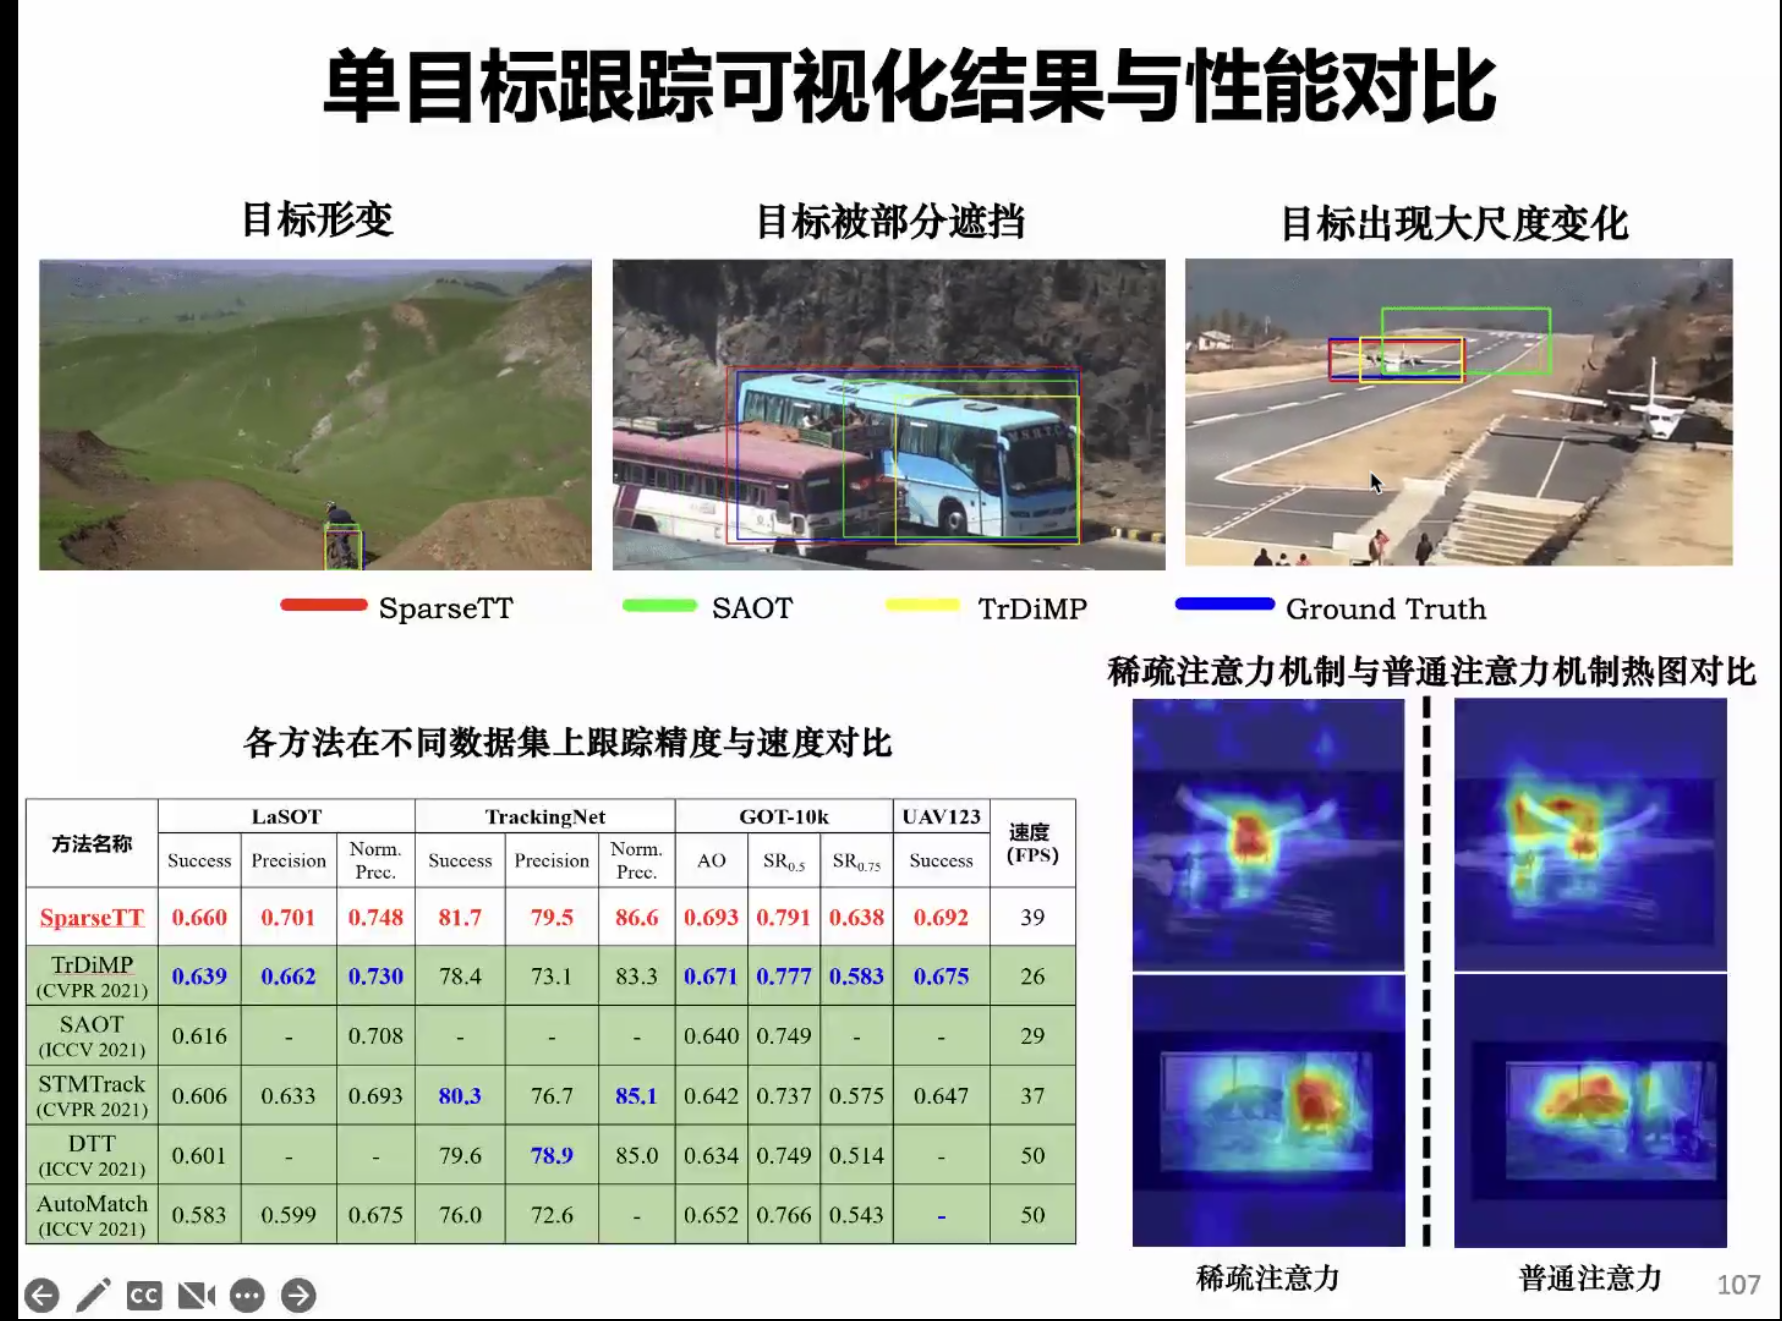 单目标跟踪可视化结果与性能对比
目标形变
目标被部分遮挡
目标出现大尺度变化
SparseTT
SAOT
TrDiMP
Ground Truth
稀疏注意力机制与普通注意力机制热图对比
各方法在不同数据集上跟踪精度与速度对比
方法名称 LaSOT TrackingNet GOT-10k UAV123 速度(FPS)
Success Precision Norm. Prec. Success Precision Norm. Prec. AO SR0.5 SR0.75 Success
SparseTT 0.660 0.701 0.748 81.7 79.5 86.6 0.693 0.791 0.638 0.692 39
TrDiMP (CVPR 2021) 0.639 0.662 0.730 78.4 73.1 83.3 0.671 0.777 0.583 0.675 26
SAOT (ICCV 2021) 0.616 - 0.708 - - - 0.640 0.749 - - 29
STMTrack (CVPR 2021) 0.606 0.633 0.693 80.3 76.7 85.1 0.642 0.737 0.575 0.647 37
DTT (ICCV 2021) 0.601 - - 79.6 78.9 85.0 0.634 0.749 0.514 - 50
AutoMatch (ICCV 2021) 0.583 0.599 0.675 76.0 72.6 - 0.652 0.766 0.543 - 50
稀疏注意力
普通注意力
107
CC